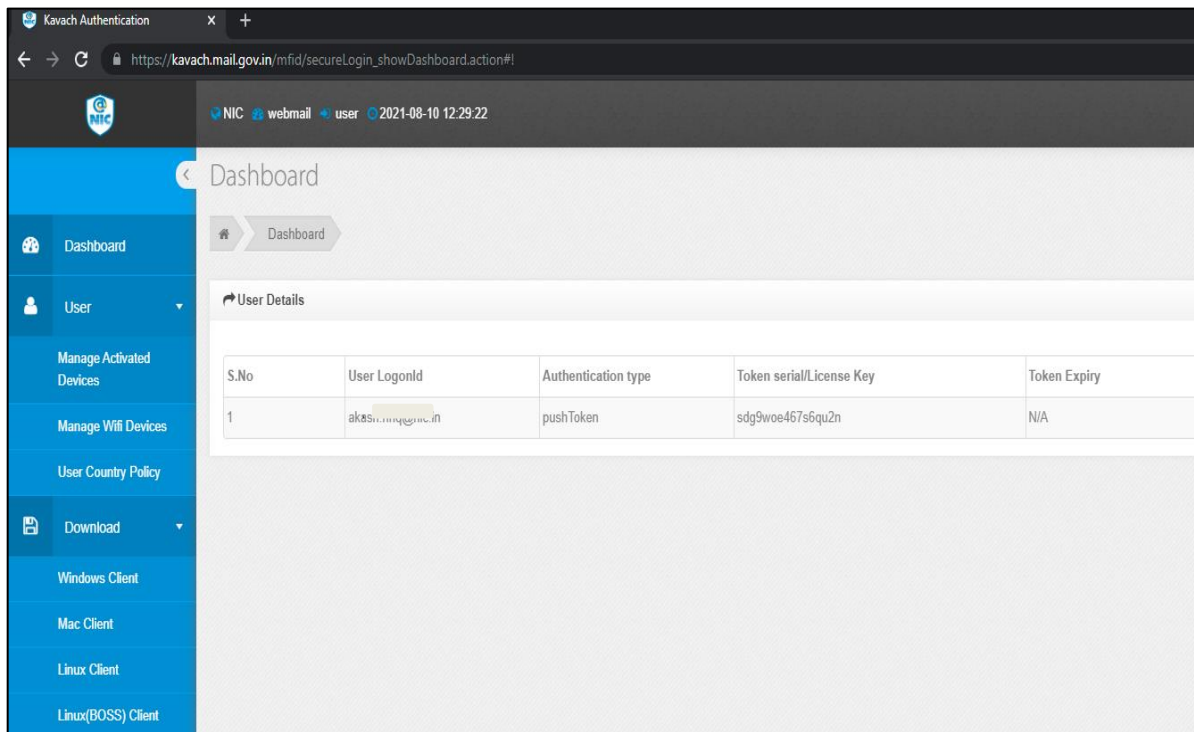 Kavach Authentication
https://kavach.mail.gov.in/mfid/secureLogin_showDashboard.action#!
@
NIC
NIC webmail user 2021-08-10 12:29:22
Dashboard
Dashboard
Dashboard
User
Manage Activated
Devices
Manage Wifi Devices
User Country Policy
Download
Windows Client
Mac Client
Linux Client
Linux(BOSS) Client
User Details
S.No User LogonId Authentication type Token serial/License Key Token Expiry
1 pushToken sdg9woe467s6qu2n N/A